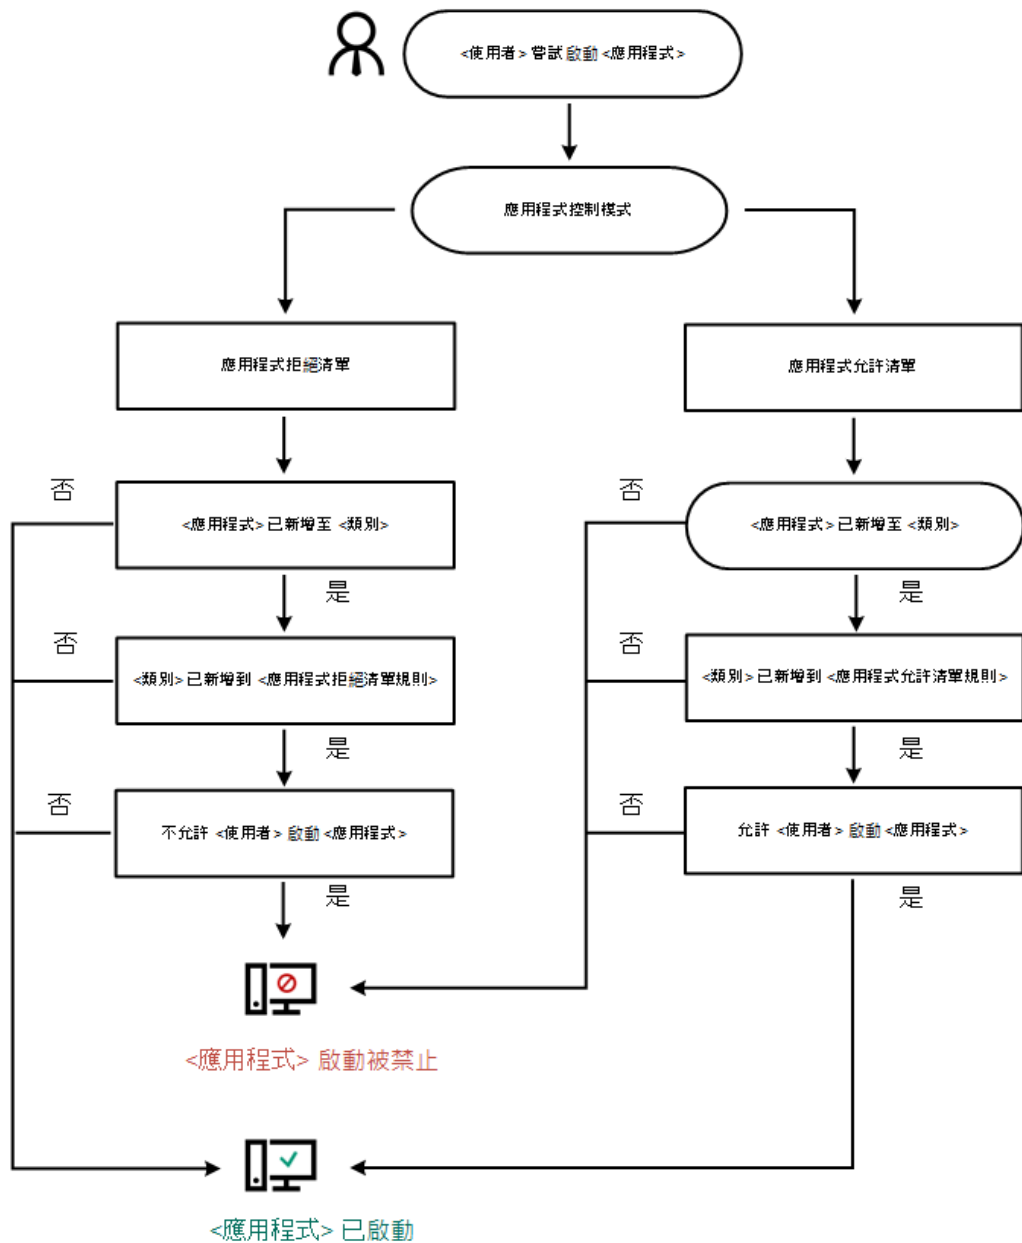 <使用者> 嘗試 啟動 <應用程式>
應用程式控制模式
應用程式拒絕清單
應用程式允許清單
否
<應用程式> 已新增至 <類別>
是
否
<應用程式> 已新增至 <類別>
是
否
<類別> 已新增到 <應用程式拒絕清單規則>
是
否
<類別> 已新增到 <應用程式允許清單規則>
是
否
不允許 <使用者> 啟動 <應用程式>
是
否
允許 <使用者> 啟動 <應用程式>
是
<應用程式> 啟動被禁止
<應用程式> 已啟動